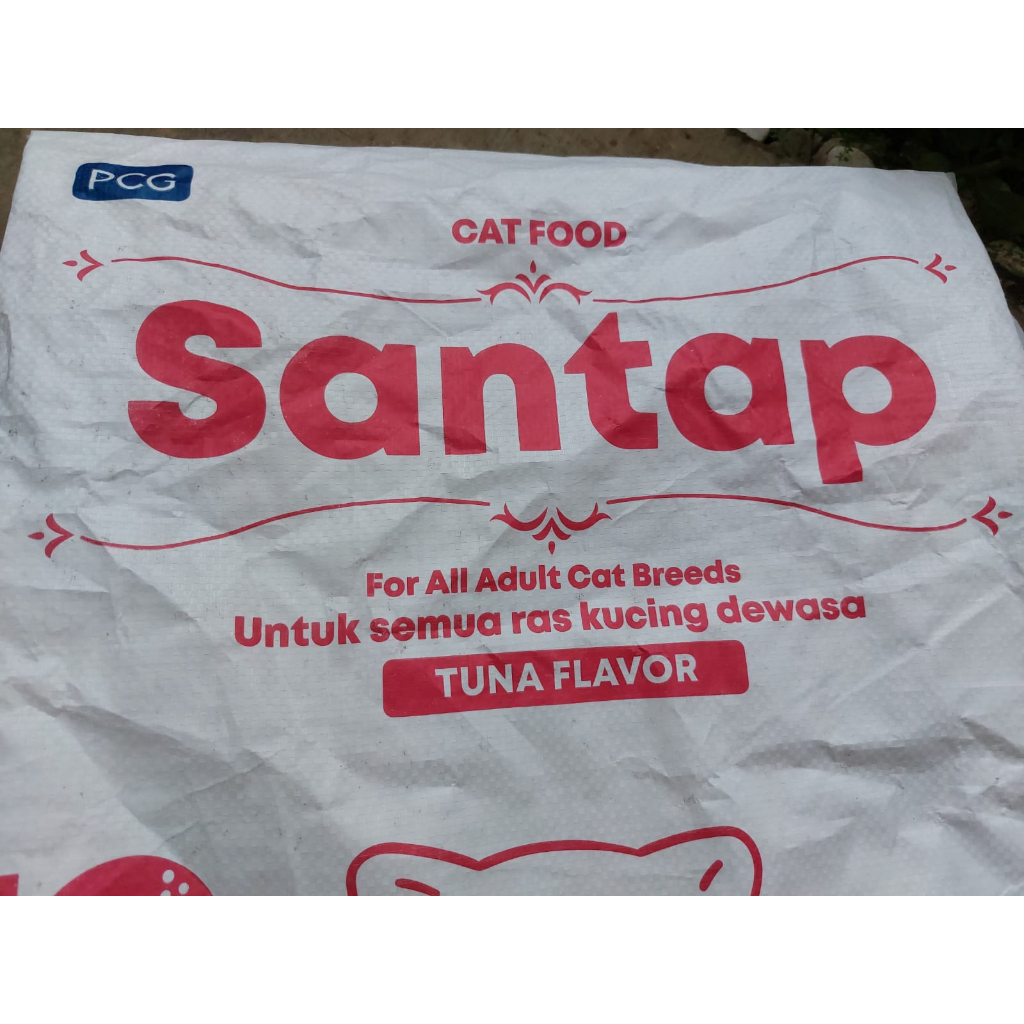 PCG
CAT FOOD
Santap
For All Adult Cat Breeds
Untuk semua ras kucing dewasa
TUNA FLAVOR